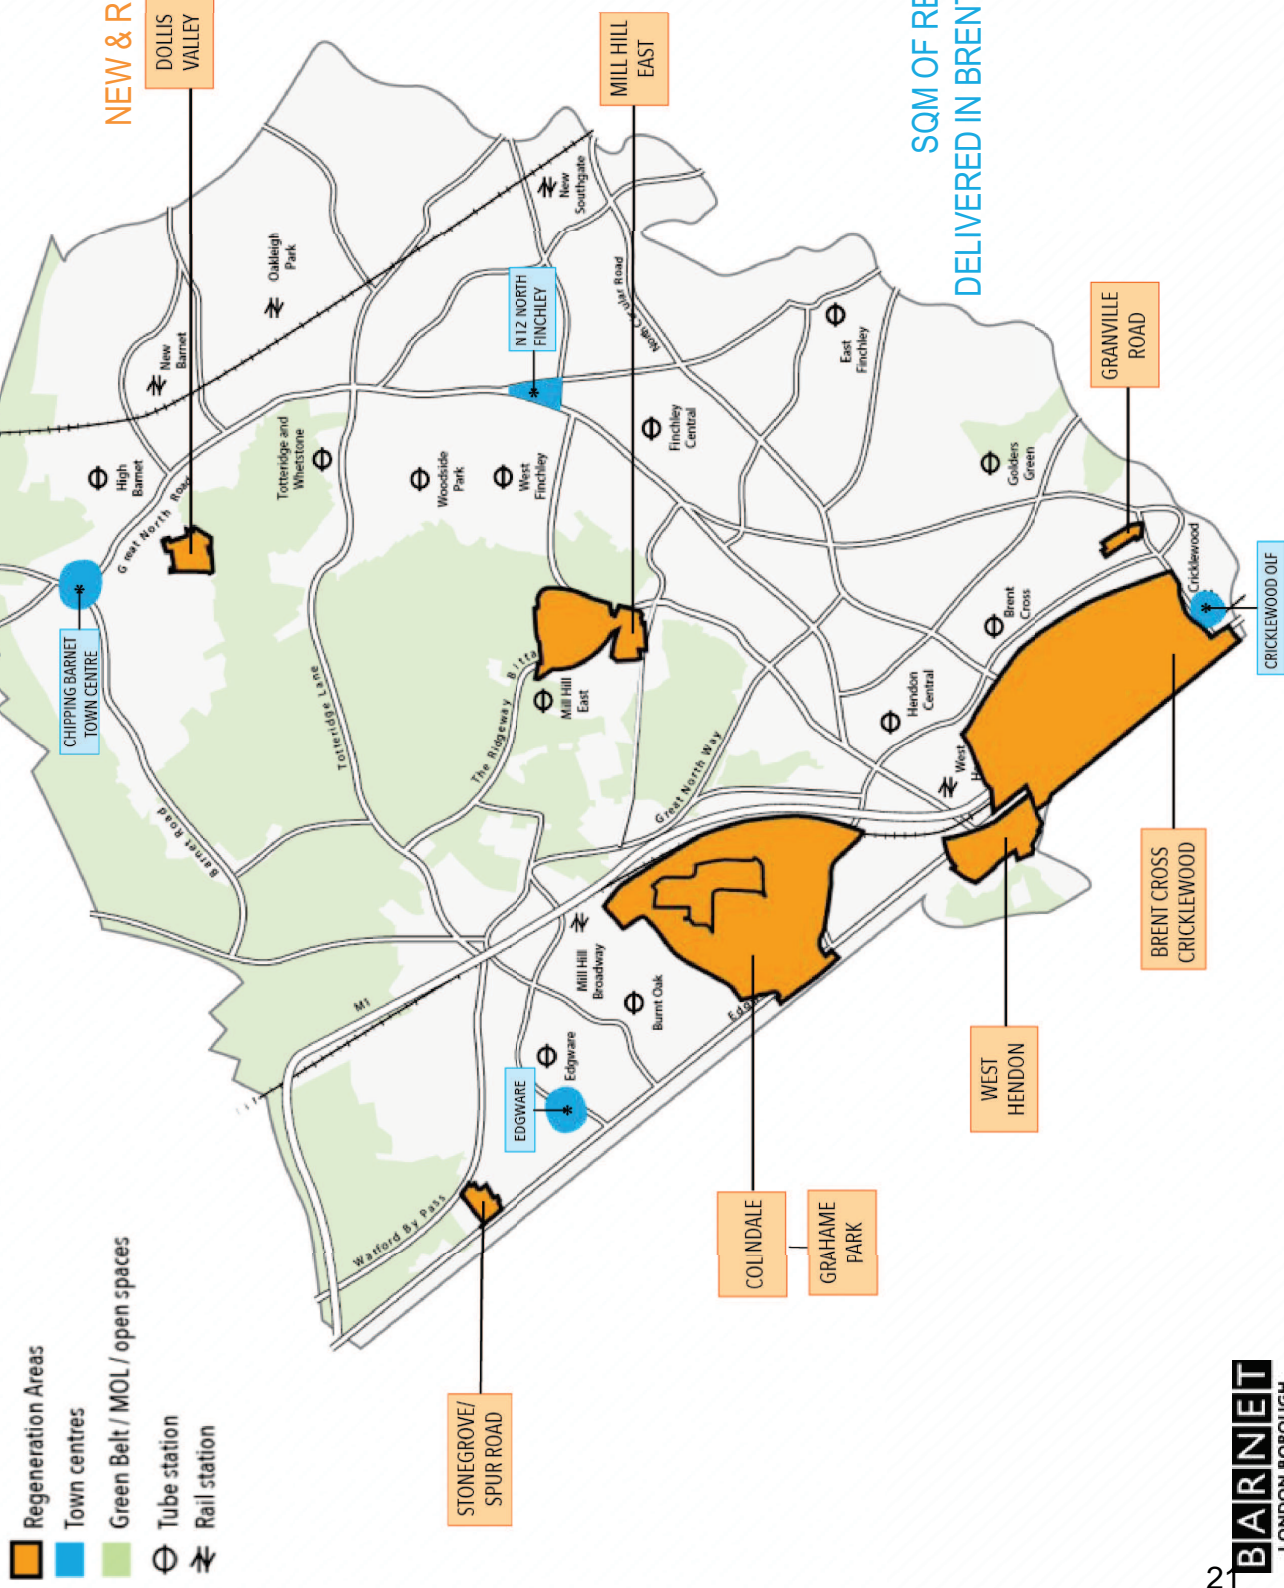 Regeneration Areas
Town centres
Green Belt / MOL / open spaces
Tube station
Rail station
NEW & R
DOLLIS
VALLEY
MILL HILL
EAST
SQM OF RE
DELIVERED IN BRENT
GRANVILLE
ROAD
CHIPPING BARNET
TOWN CENTRE
N12 NORTH
FINCHLEY
CRICKLEWOOD OLF
EDGWARE
STONEGROVE/
SPUR ROAD
COLINDALE
GRAHAME
PARK
WEST
HENDON
BRENT CROSS
CRICKLEWOOD
High
Barnet
New
Barnet
Oakleigh
Park
New
Southgate
Totteridge and
Whetstone
Woodside
Park
West
Finchley
Finchley
Central
East
Finchley
Golders
Green
Brent
Cross
Hendon
Central
West
Cricklewood
Mill Hill
East
Mill Hill
Broadway
Burnt Oak
Edgware
Great North Road
Barnet Road
Totteridge Lane
The Ridgeway
Bitta
Great North Way
M1
Watford By Pass
BARNET
LONDON BOROUGH
21